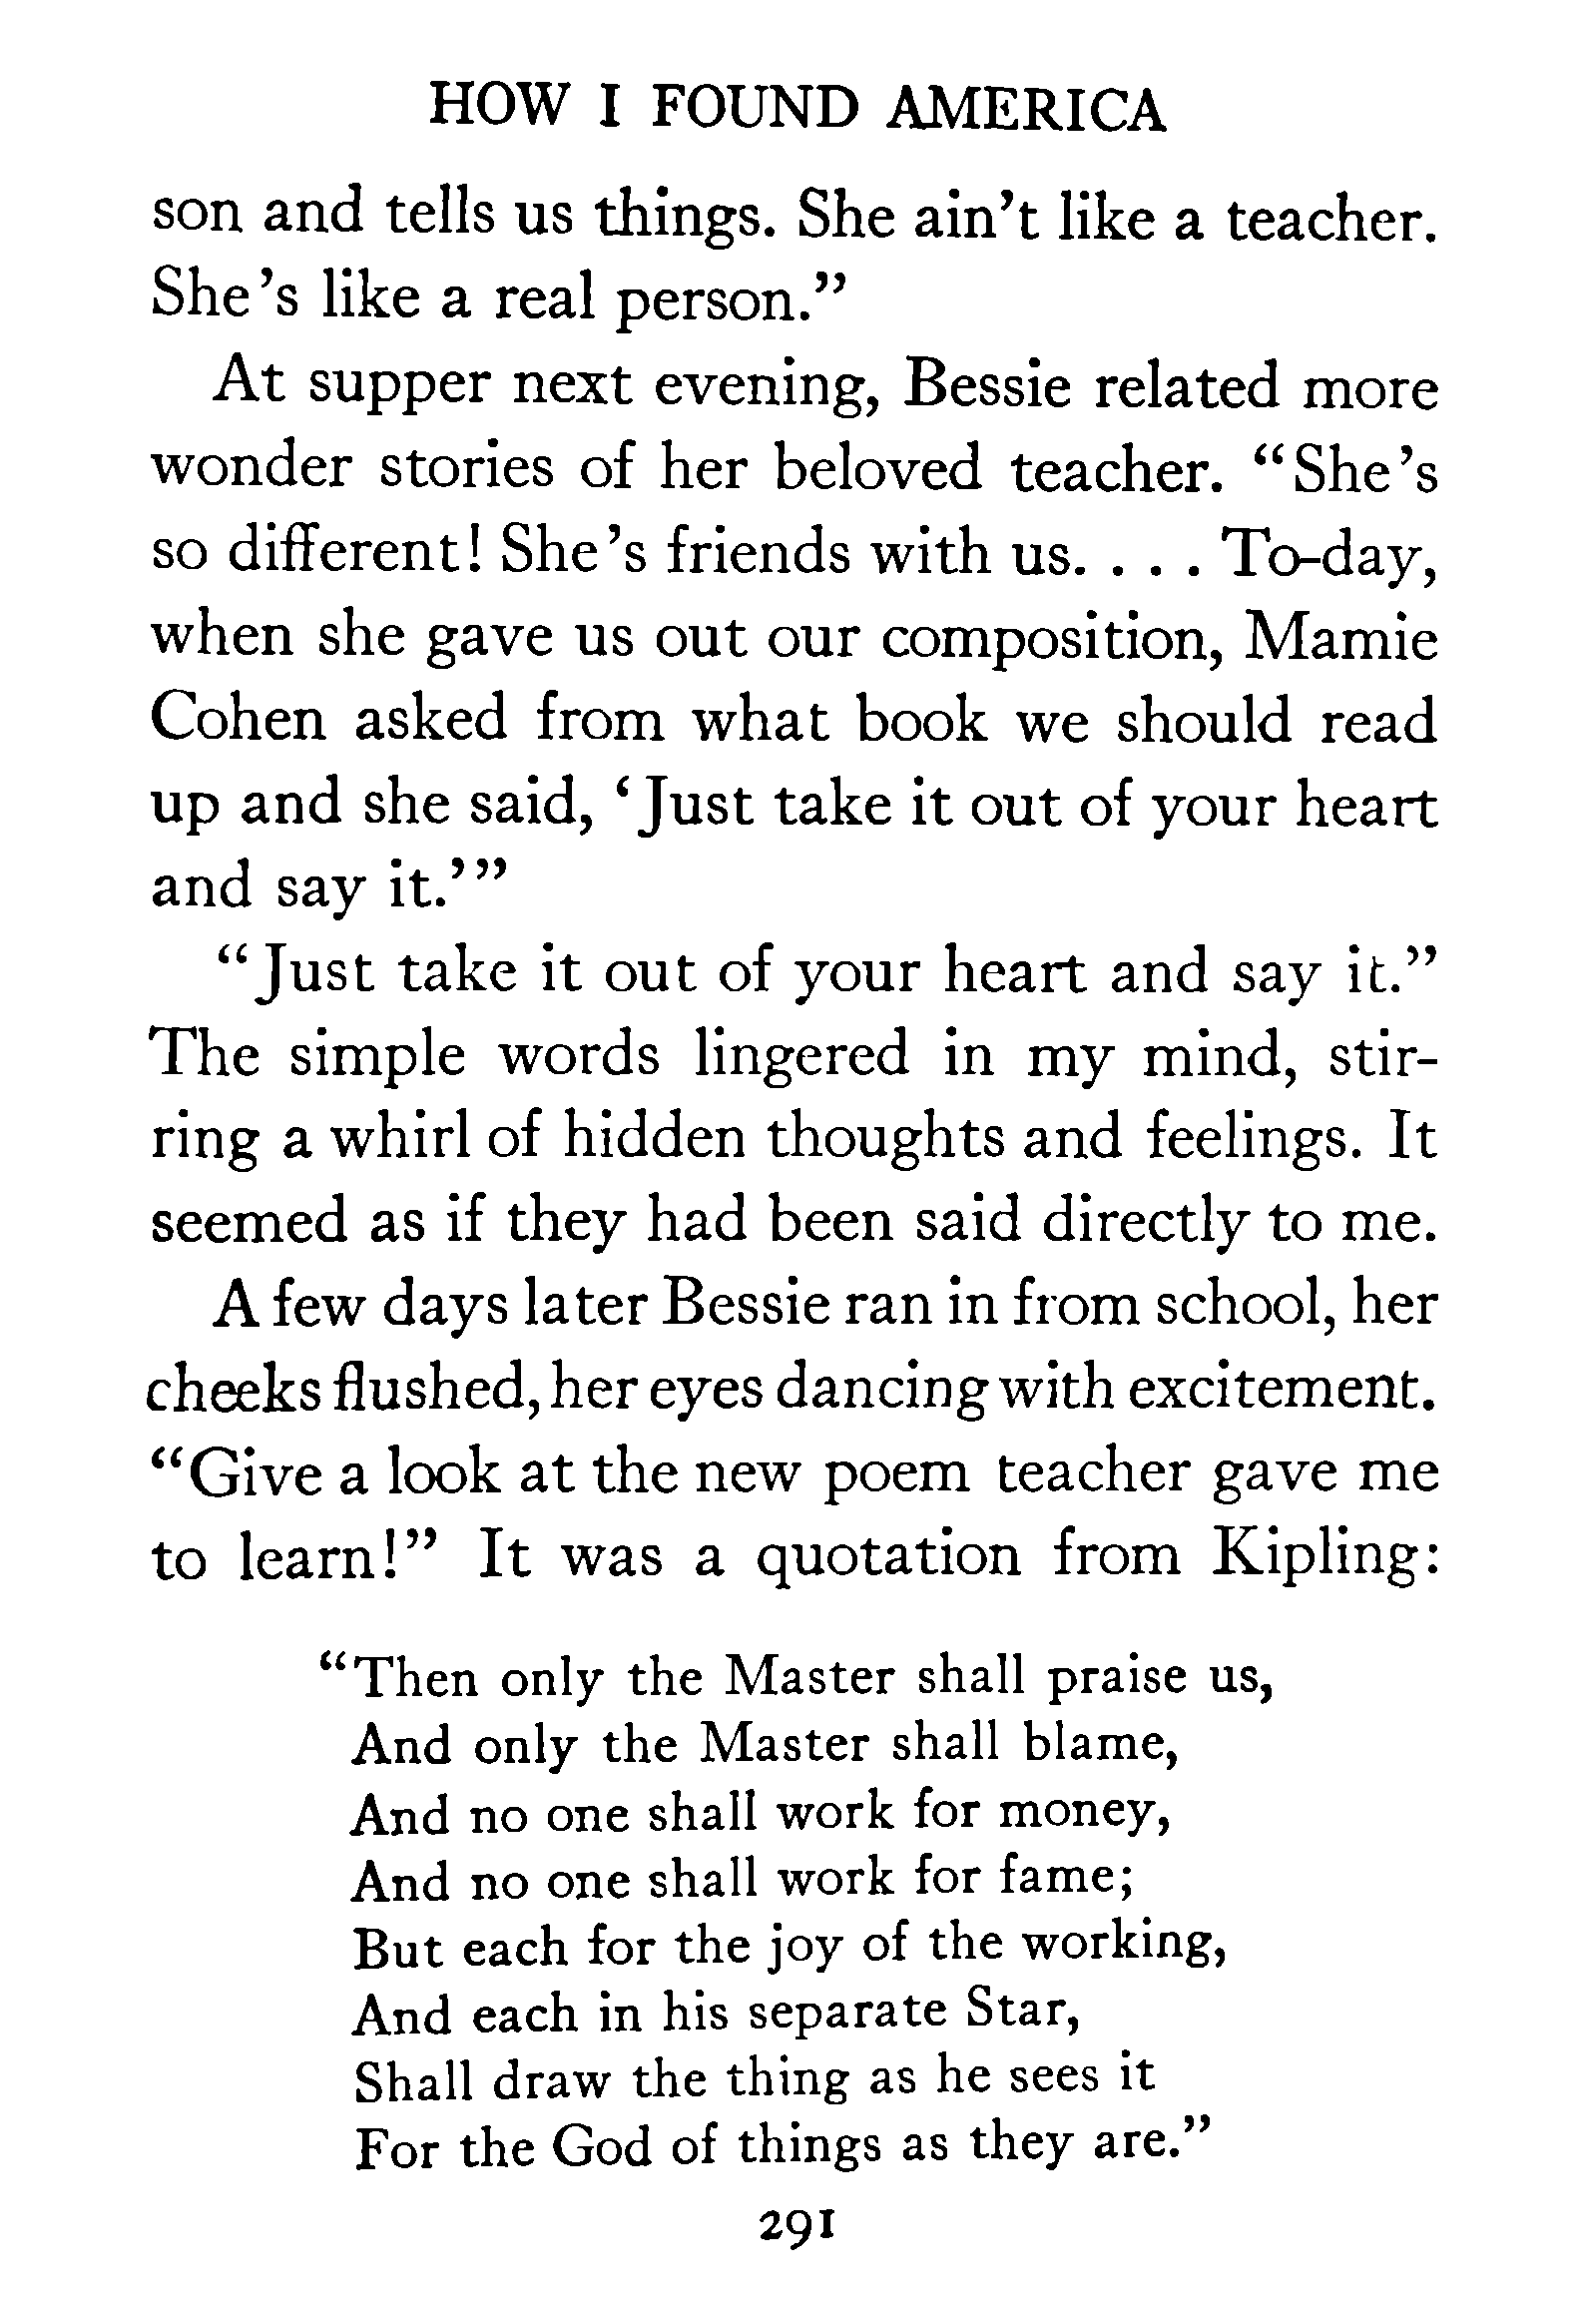 HOW I FOUND AMERICA
son and tells us things. She ain't like a teacher.
She's like a real person."
At supper next evening, Bessie related more
wonder stories of her beloved teacher. "She's
so different! She's friends with us. . . . To-day,
when she gave us out our composition, Mamie
Cohen asked from what book we should read
up and she said, 'Just take it out of your heart
and say it.'"
"Just take it out of your heart and say it."
The simple words lingered in my mind, stir-
ring a whirl of hidden thoughts and feelings. It
seemed as if they had been said directly to me.
A few days later Bessie ran in from school, her
cheeks flushed, her eyes dancing with excitement.
"Give a look at the new poem teacher gave me
to learn!" It was a quotation from Kipling:
"Then only the Master shall praise us,
And only the Master shall blame,
And no one shall work for money,
And no one shall work for fame;
But each for the joy of the working,
And each in his separate Star,
Shall draw the thing as he sees it
For the God of things as they are."
291